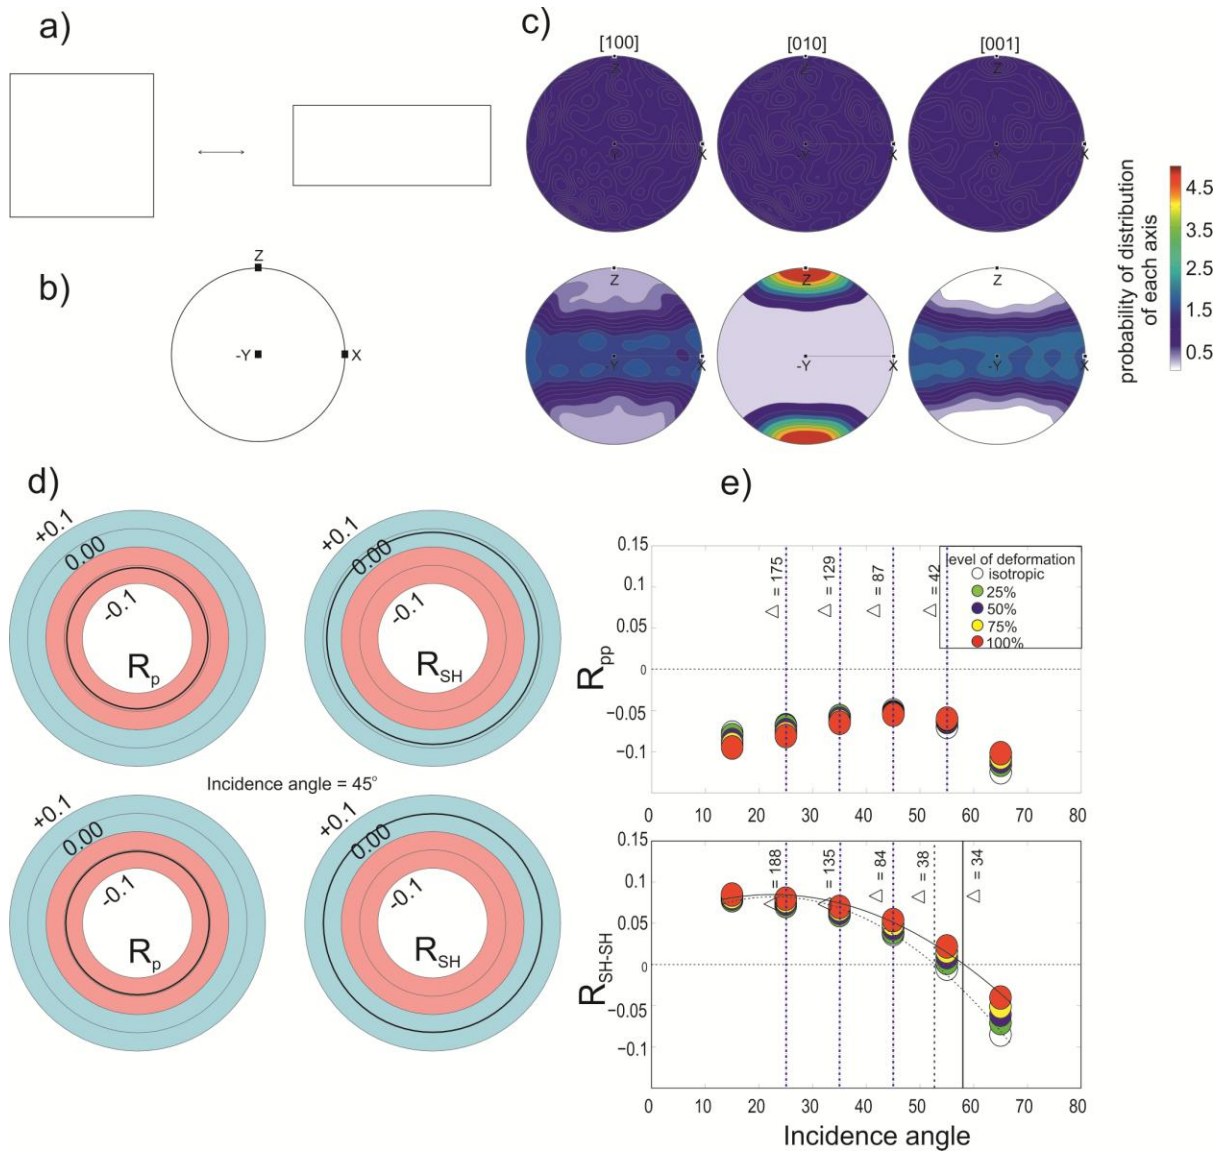 a)
b)
Z
-Y
X
c)
[100] [010] [001]
Z Z Z
Y X -Y X -Y X
Z Z Z
-Y X -Y X -Y X
probability of distribution
of each axis
4.5
3.5
2.5
1.5
0.5
d)
+0.1
0.00
-0.1
Rp
+0.1
0.00
-0.1
RSH
Incidence angle = 45°
+0.1
0.00
-0.1
Rp
+0.1
0.00
-0.1
RSH
e)
Rpp
0.15
0.1
0.05
0
−0.05
−0.1
△ = 175
△ = 129
△ = 87
△ = 42
level of deformation
isotropic
25%
50%
75%
100%
0 10 20 30 40 50 60 70 80
RSH-SH
0.15
0.1
0.05
0
−0.05
−0.1
△ = 188
△ = 135
△ = 84
△ = 38
△ = 34
0 10 20 30 40 50 60 70 80
Incidence angle